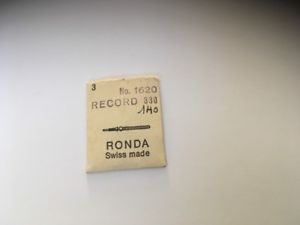 3
No. 1620
RECORD 330
140
RONDA
Swiss made